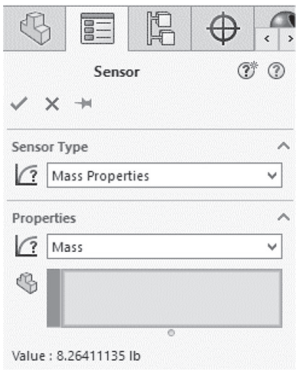 Sensor
Sensor Type
Mass Properties
Properties
Mass
Value : 8.26411135 lb